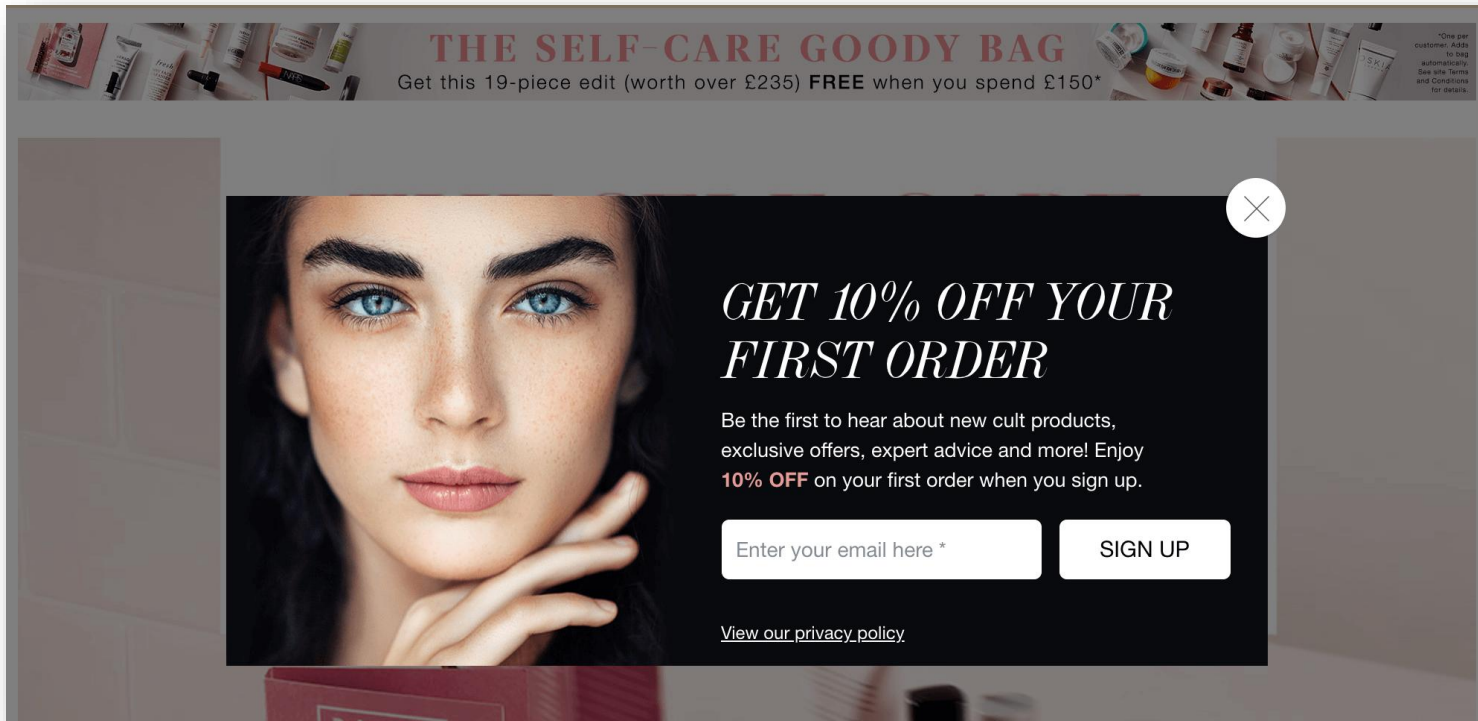 THE SELF-CARE GOODY BAG
Get this 19-piece edit (worth over £235) FREE when you spend £150*
*One per
customer. Adds
to bag
automatically.
See site Terms
and Conditions
for details.
fresh
NARS
GET 10% OFF YOUR
FIRST ORDER
Be the first to hear about new cult products,
exclusive offers, expert advice and more! Enjoy
10% OFF on your first order when you sign up.
Enter your email here *
SIGN UP
View our privacy policy